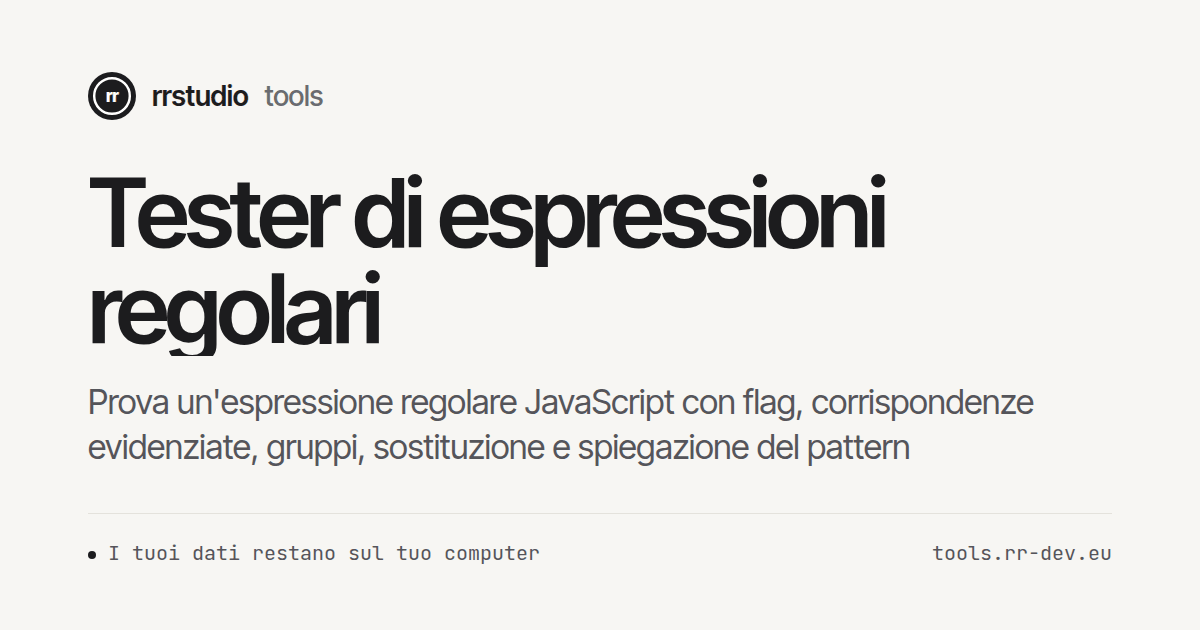 rr rrstudio tools
Tester di espressioni
regolari
Prova un'espressione regolare JavaScript con flag, corrispondenze
evidenziate, gruppi, sostituzione e spiegazione del pattern
I tuoi dati restano sul tuo computer
tools.rr-dev.eu